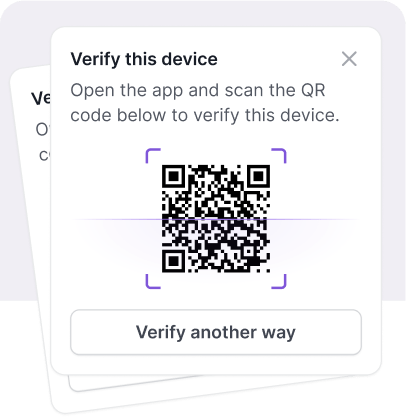 Verify this device
Open the app and scan the QR
code below to verify this device.
Verify another way
Ve
O
c